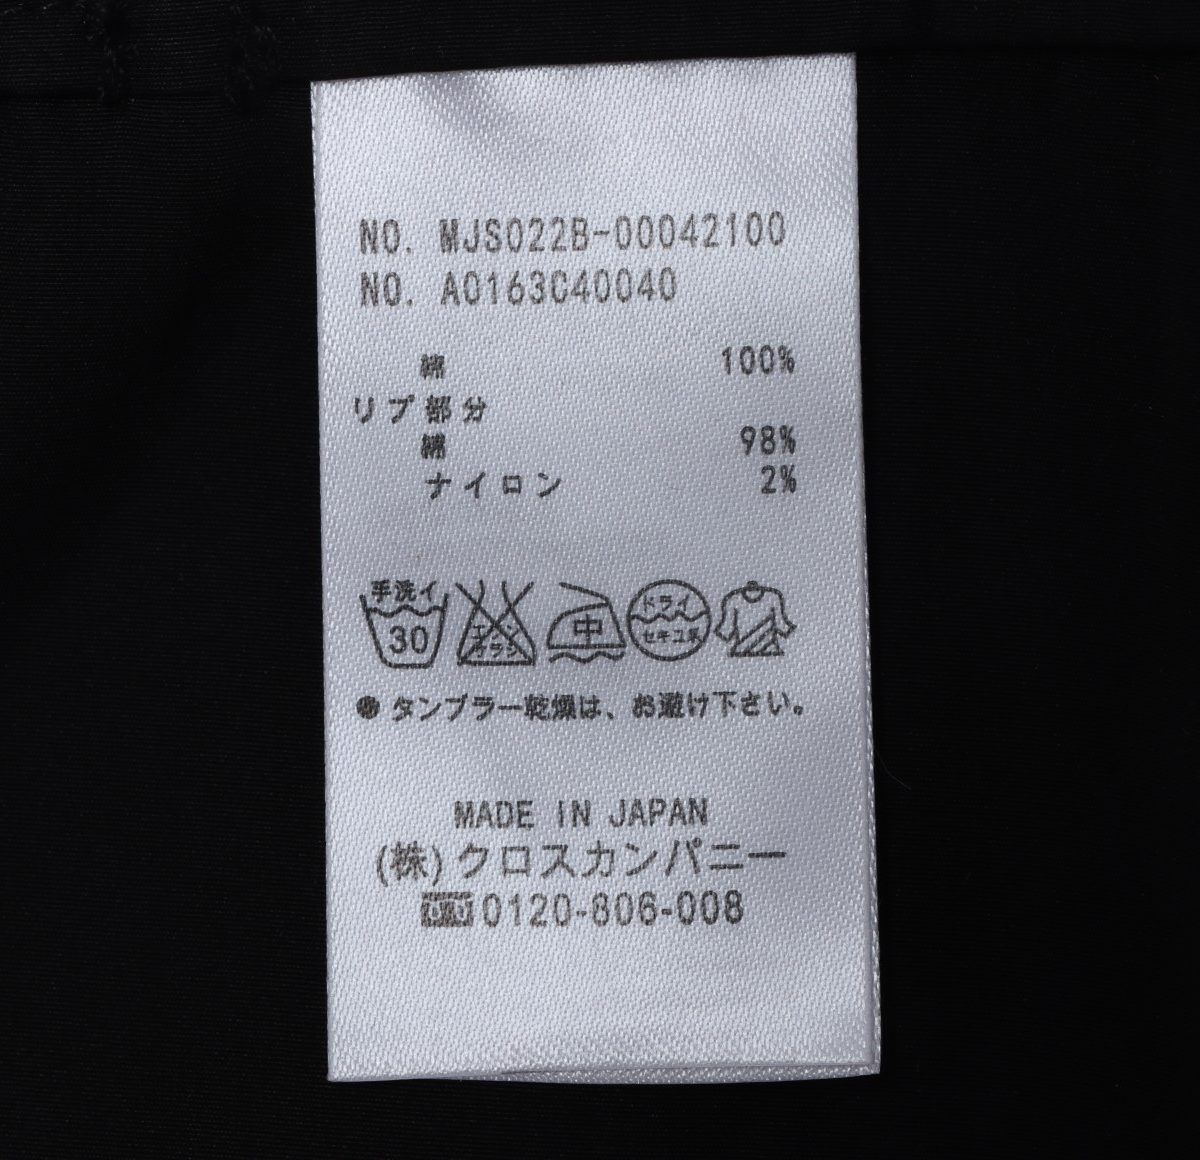 NO. MJS022B-00042100
NO. A0163C40040
綿 100%
リブ部分
綿 98%
ナイロン 2%
手洗イ
30
エンソ
サラシ
中
ドライ
セキユ系
● タンブラー乾燥は、お避け下さい。
MADE IN JAPAN
(株)クロスカンパニー
0120-806-008